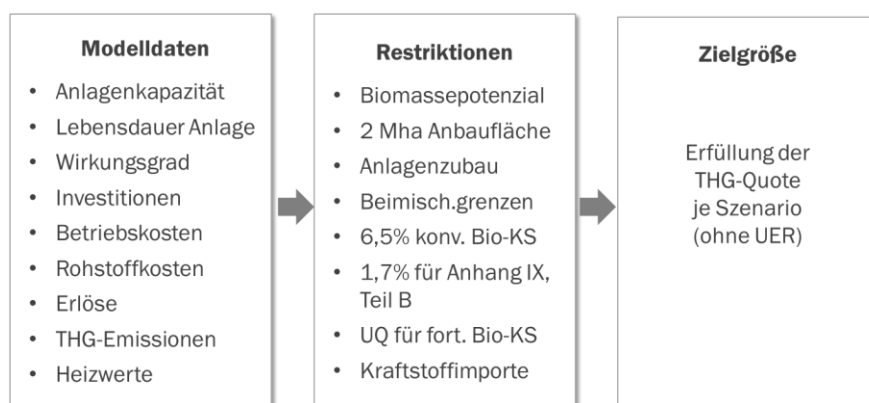 Modelldaten
• Anlagenkapazität
• Lebensdauer Anlage
• Wirkungsgrad
• Investitionen
• Betriebskosten
• Rohstoffkosten
• Erlöse
• THG-Emissionen
• Heizwerte
Restriktionen
• Biomassepotenzial
• 2 Mha Anbaufläche
• Anlagenzubau
• Beimisch.grenzen
• 6,5% konv. Bio-KS
• 1,7% für Anhang IX,
Teil B
• UQ für fort. Bio-KS
• Kraftstoffimporte
Zielgröße
Erfüllung der
THG-Quote
je Szenario
(ohne UER)